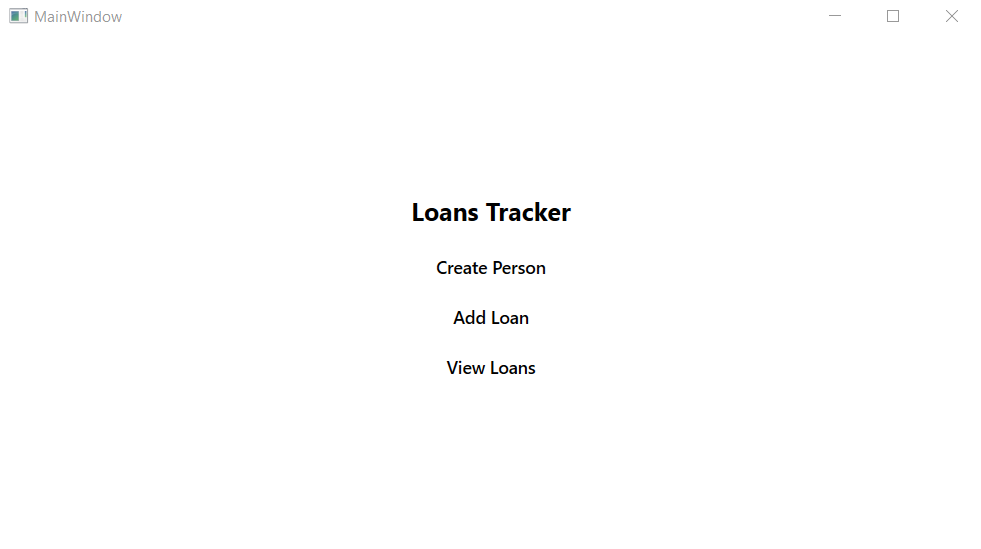 MainWindow
Loans Tracker
Create Person
Add Loan
View Loans